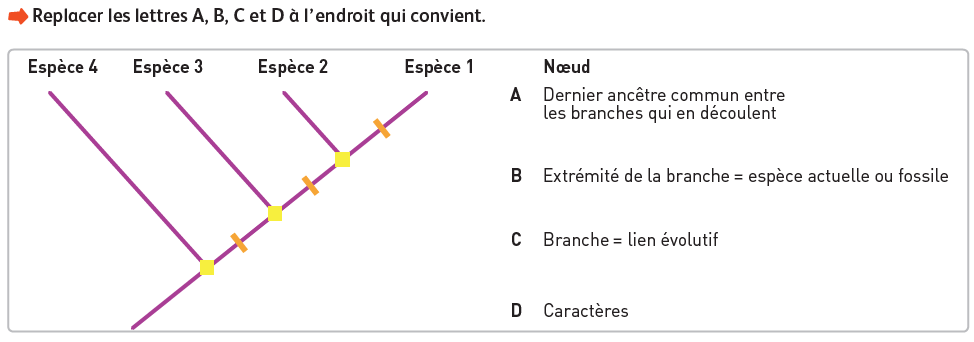 Replacer les lettres A, B, C et D à l'endroit qui convient.
Espèce 4 Espèce 3 Espèce 2 Espèce 1
Nœud
A Dernier ancêtre commun entre
les branches qui en découlent
B Extrémité de la branche = espèce actuelle ou fossile
C Branche = lien évolutif
D Caractères